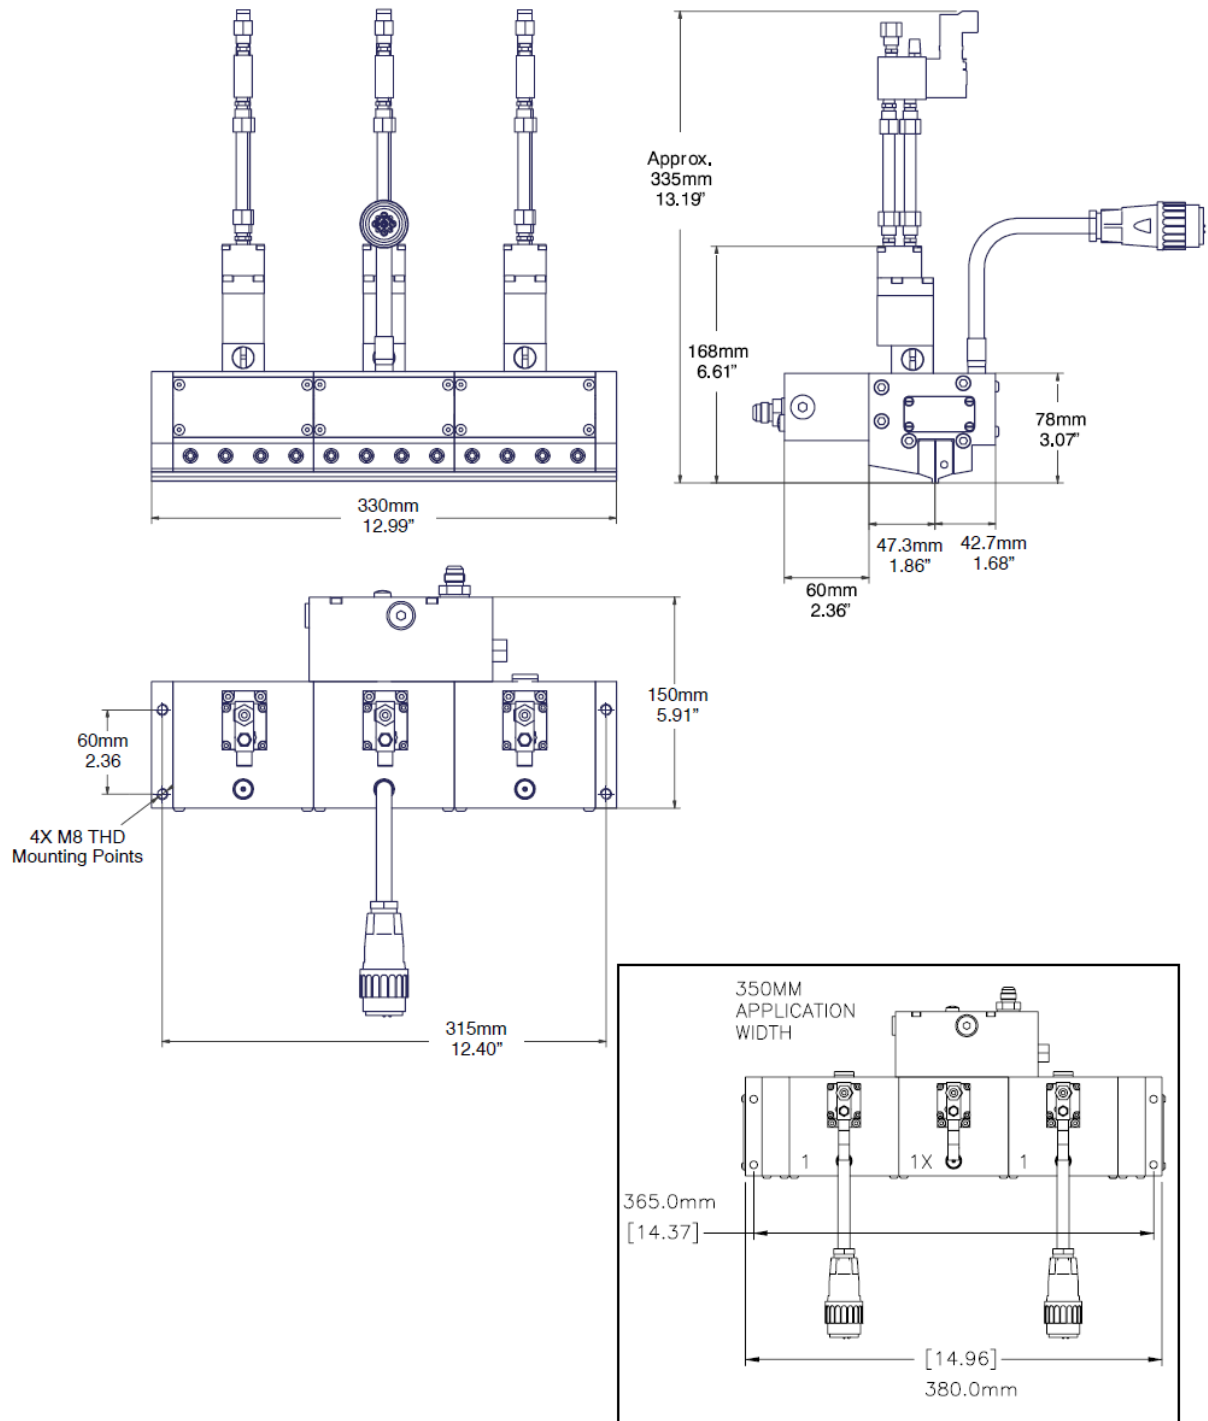 Approx.
335mm
13.19”
168mm
6.61”
78mm
3.07”
330mm
12.99”
47.3mm
1.86”
42.7mm
1.68”
60mm
2.36”
150mm
5.91”
60mm
2.36
4X M8 THD
Mounting Points
315mm
12.40”
350MM
APPLICATION
WIDTH
1 1X 1
365.0mm
[14.37]
[14.96]
380.0mm